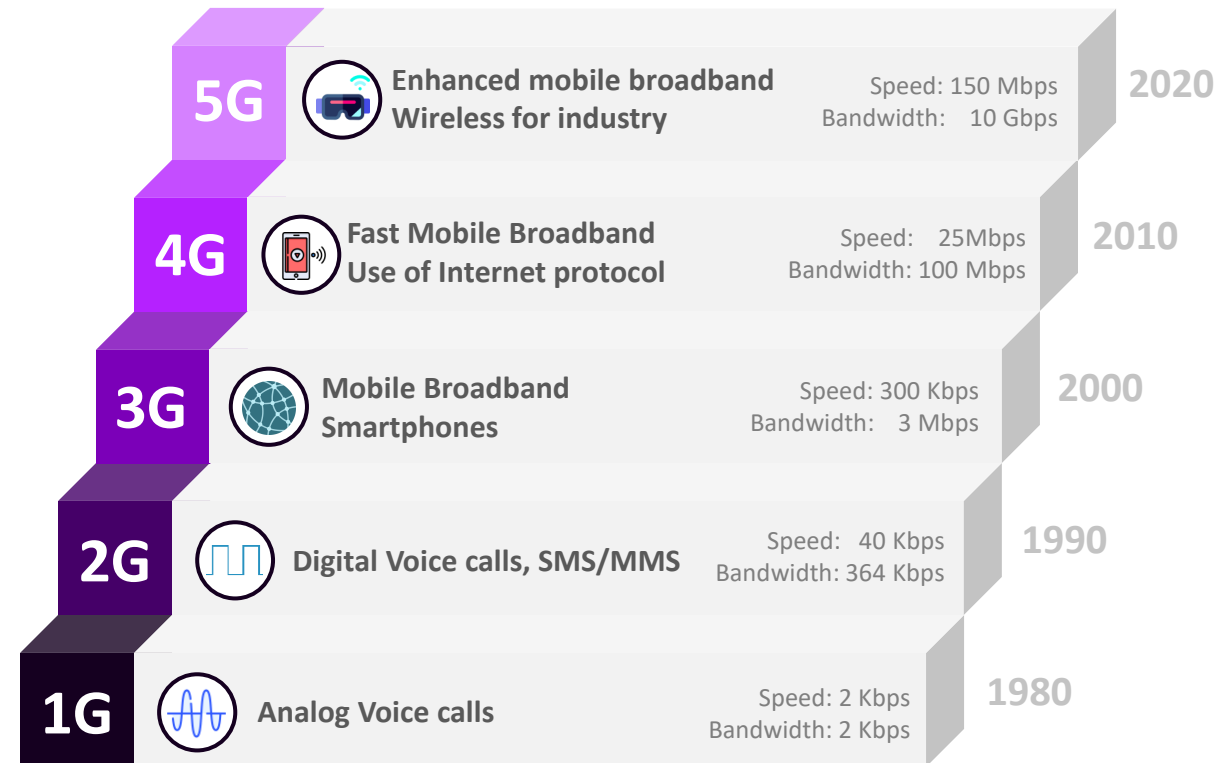 5G
Enhanced mobile broadband
Wireless for industry
Speed: 150 Mbps
Bandwidth: 10 Gbps
2020
4G
Fast Mobile Broadband
Use of Internet protocol
Speed: 25Mbps
Bandwidth: 100 Mbps
2010
3G
Mobile Broadband
Smartphones
Speed: 300 Kbps
Bandwidth: 3 Mbps
2000
2G
Digital Voice calls, SMS/MMS
Speed: 40 Kbps
Bandwidth: 364 Kbps
1990
1G
Analog Voice calls
Speed: 2 Kbps
Bandwidth: 2 Kbps
1980